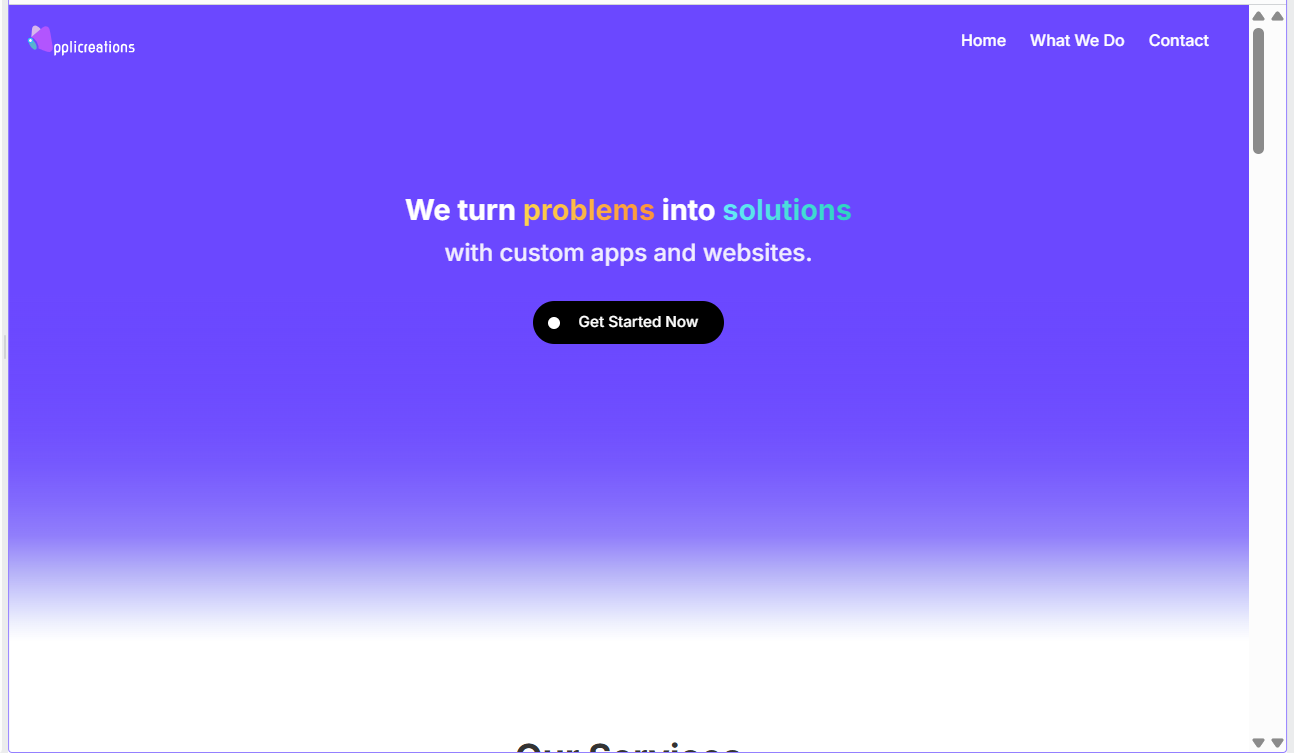 pplicreations
Home What We Do Contact
We turn problems into solutions
with custom apps and websites.
Get Started Now
Our Services